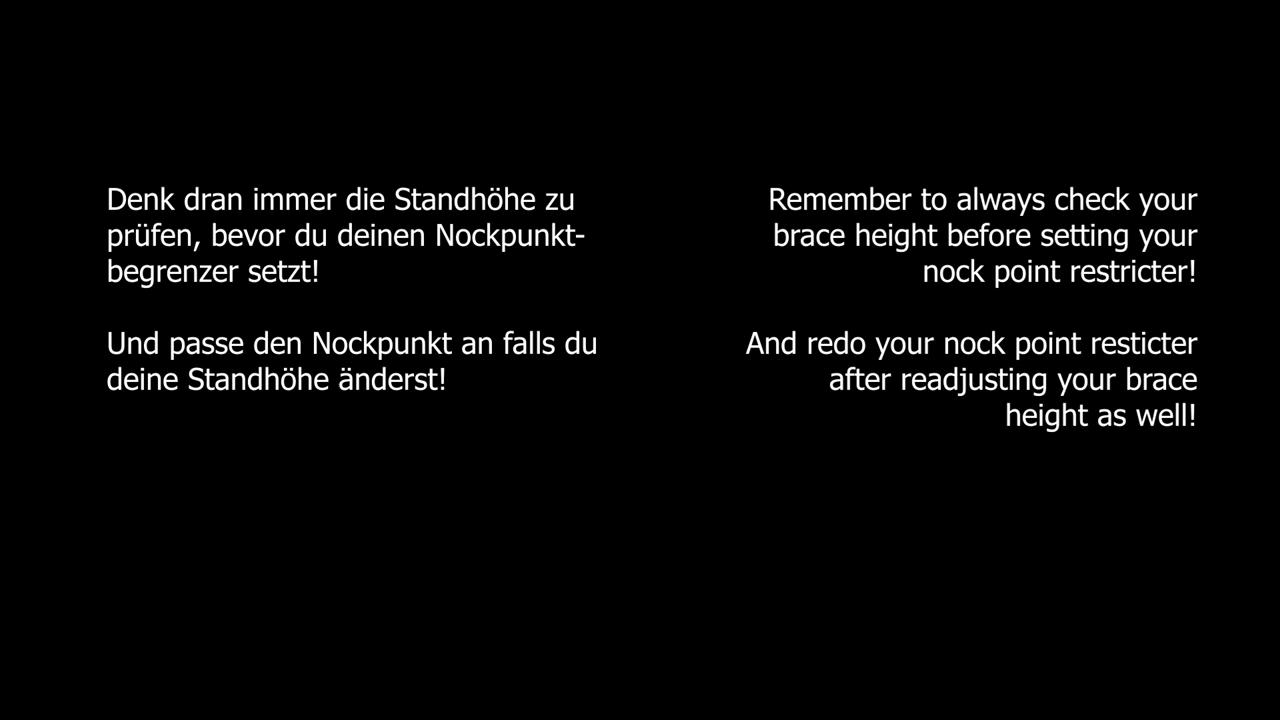 Denk dran immer die Standhöhe zu
prüfen, bevor du deinen Nockpunkt-
begrenzer setzt!
Und passe den Nockpunkt an falls du
deine Standhöhe änderst!
Remember to always check your
brace height before setting your
nock point restricter!
And redo your nock point resticter
after readjusting your brace
height as well!